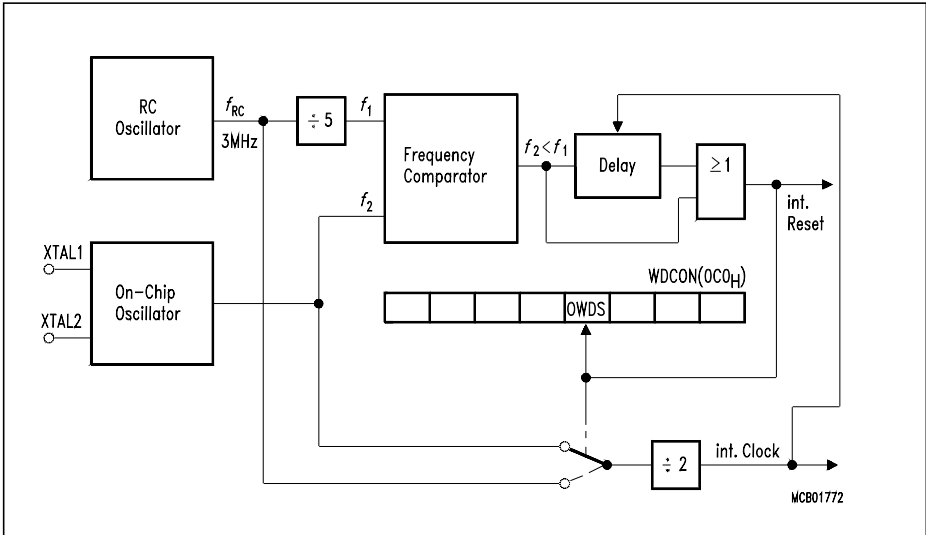 RC
Oscillator
fRC
3MHz
÷ 5
f1
Frequency
Comparator
f2<f1
Delay
≥1
f2
int.
Reset
XTAL1
XTAL2
On-Chip
Oscillator
WDCON(0C0H)
OWDS
÷ 2
int. Clock
MCB01772